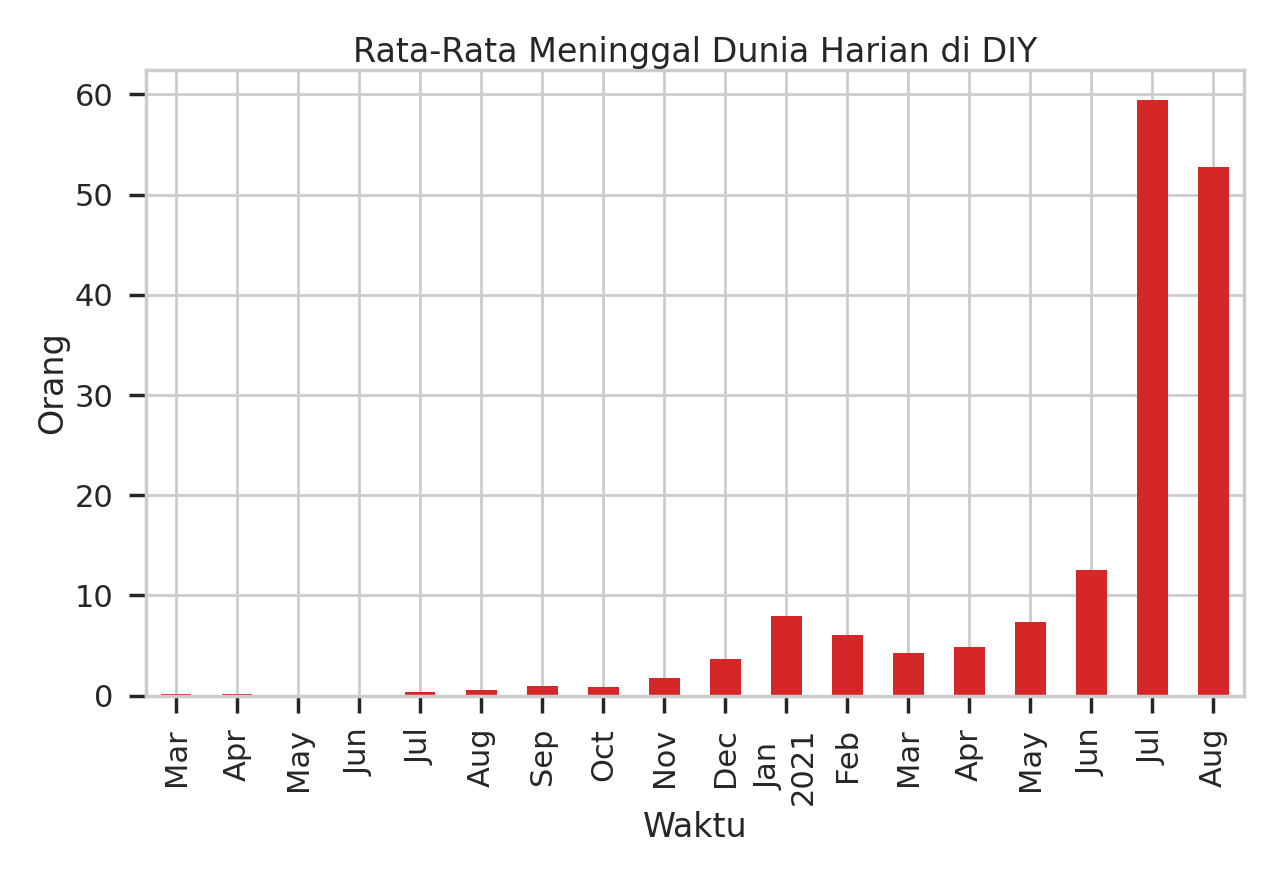 Rata-Rata Meninggal Dunia Harian di DIY
60
50
40
30
20
10
0
Orang
Mar
Apr
May
Jun
Jul
Aug
Sep
Oct
Nov
Dec
Jan
2021
Feb
Mar
Apr
May
Jun
Jul
Aug
Waktu